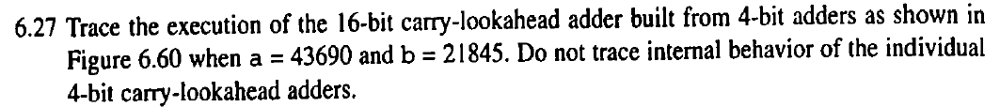 6.27 Trace the execution of the 16-bit carry-lookahead adder built from 4-bit adders as shown in
Figure 6.60 when a = 43690 and b = 21845. Do not trace internal behavior of the individual
4-bit carry-lookahead adders.